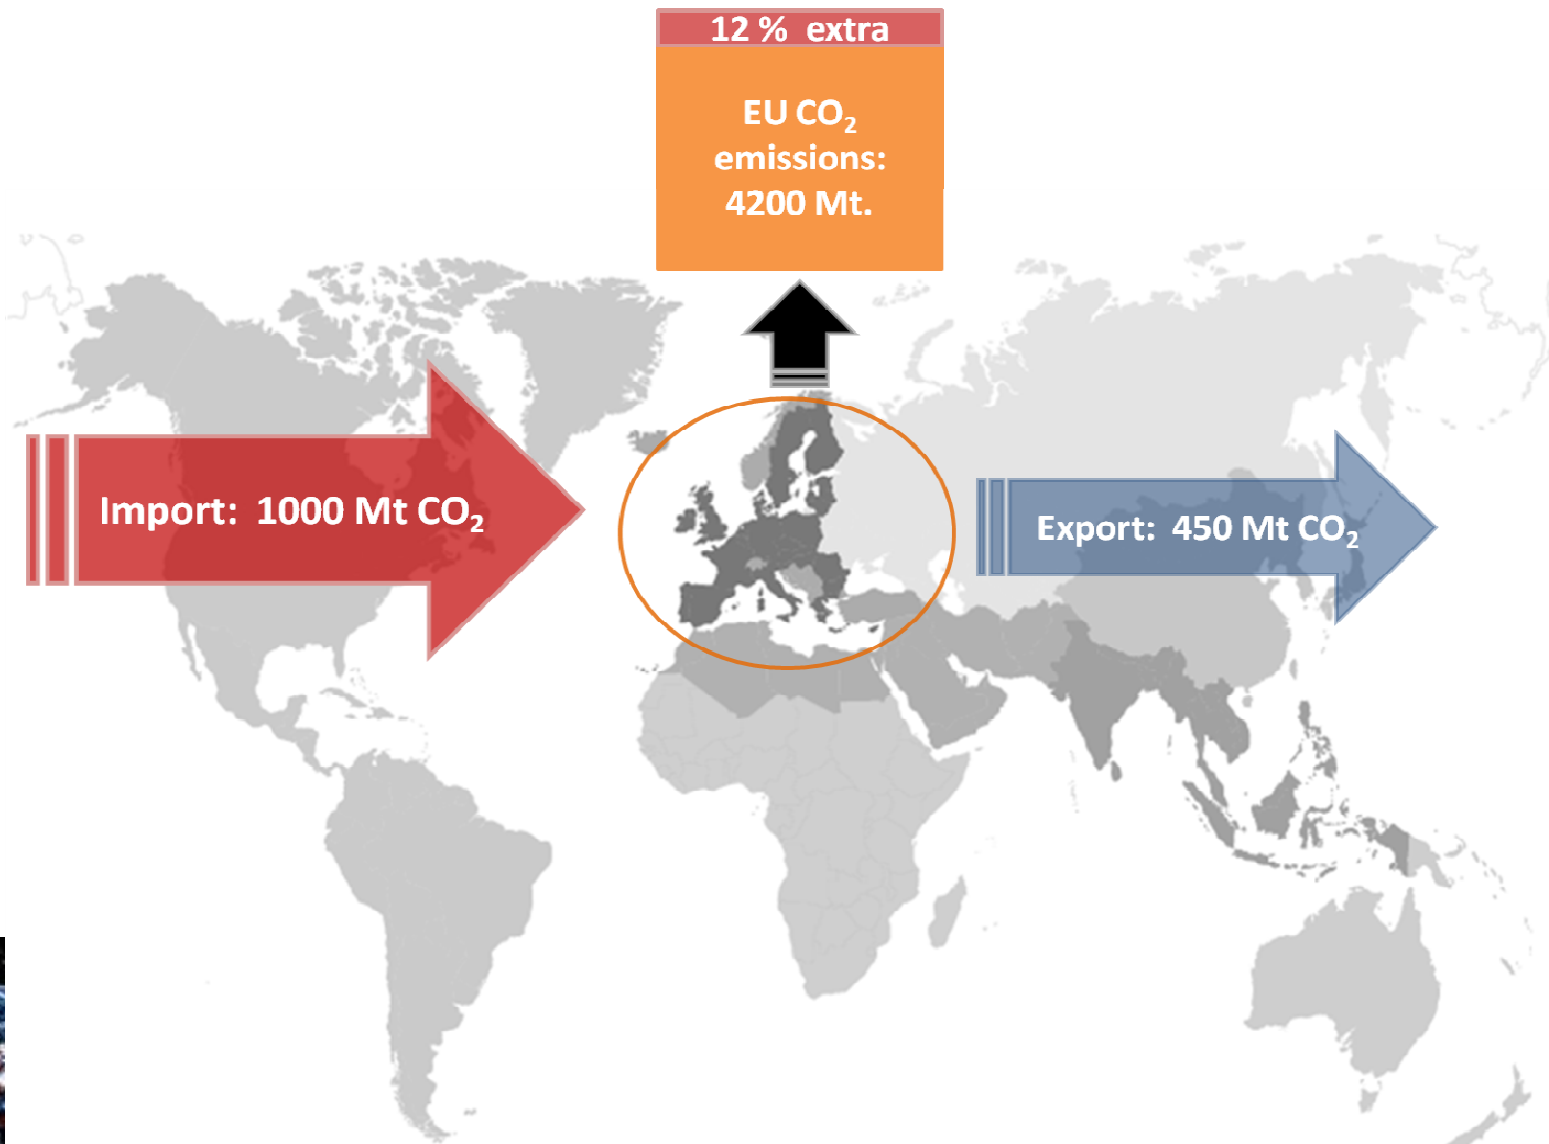 12 % extra
EU CO₂
emissions:
4200 Mt.
Import: 1000 Mt CO₂
Export: 450 Mt CO₂